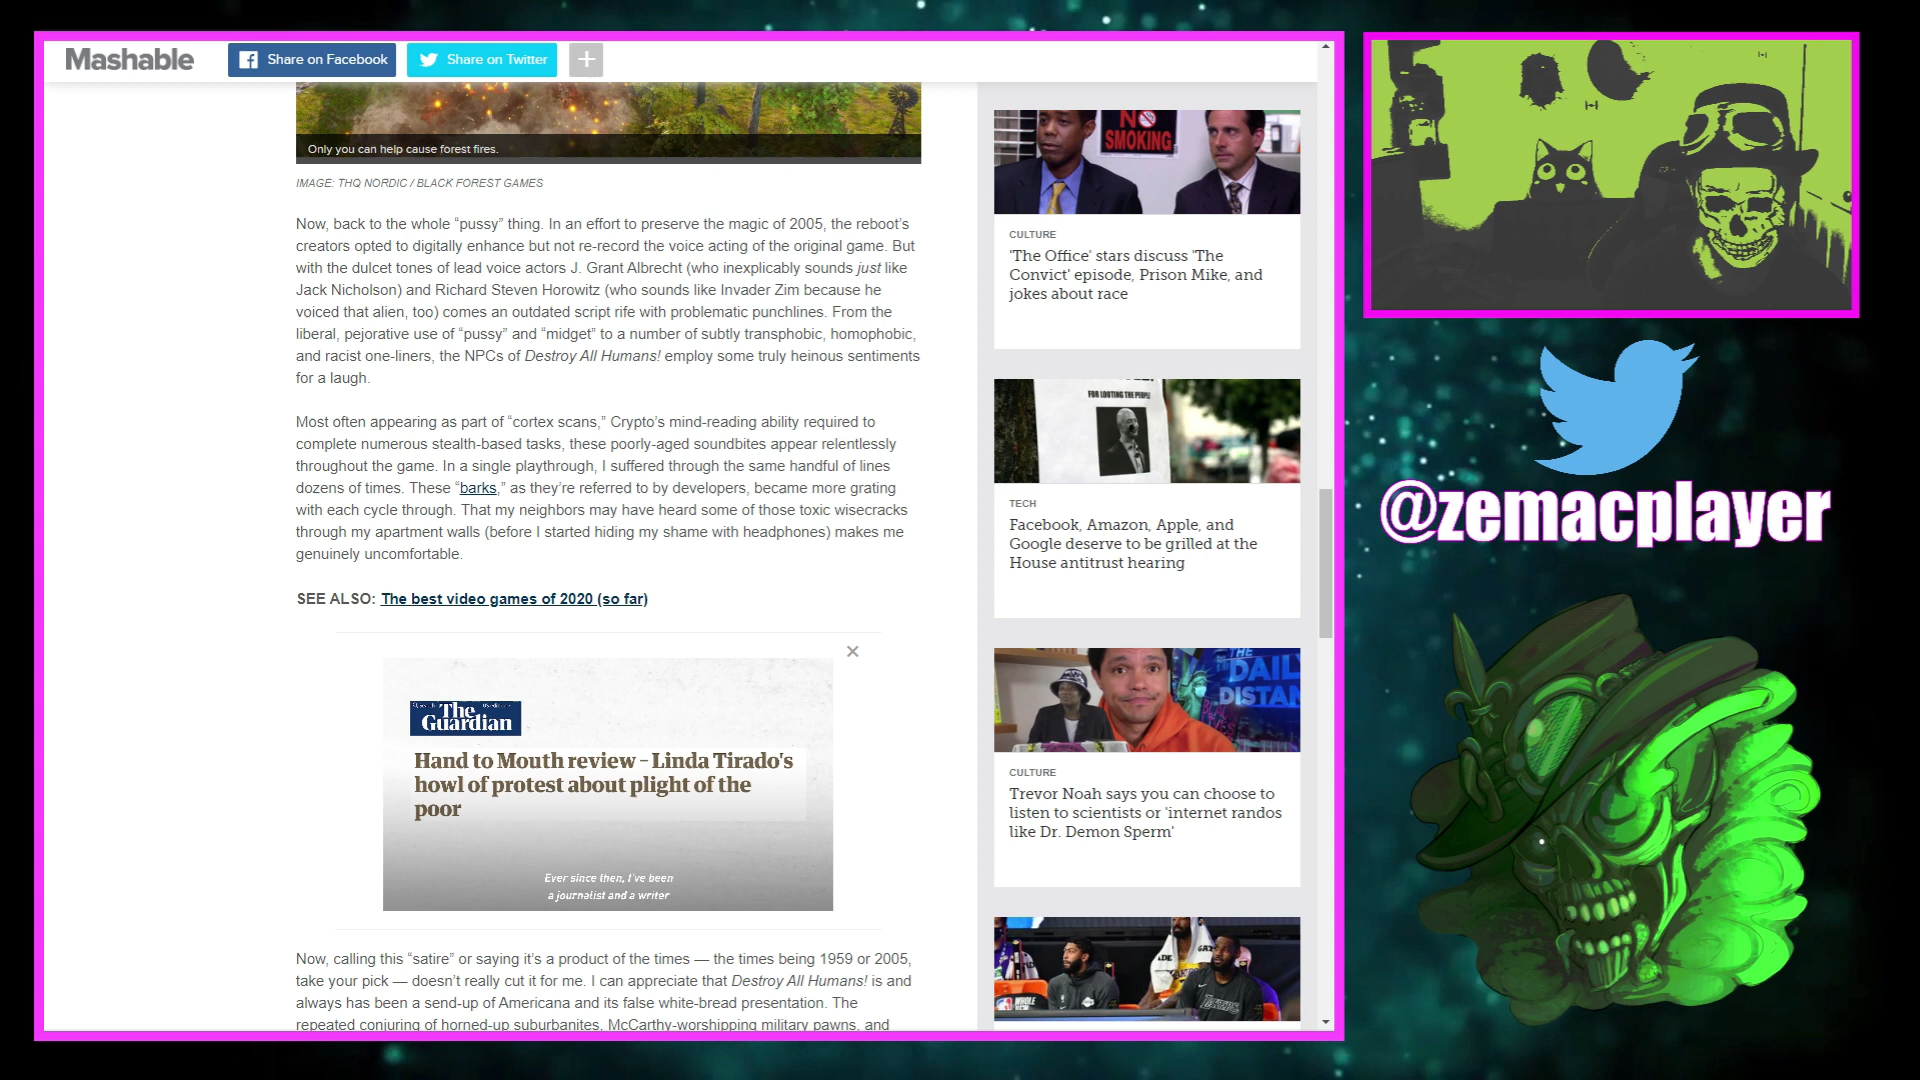 Mashable
Share on Facebook
Share on Twitter
Only you can help cause forest fires.
IMAGE: THQ NORDIC / BLACK FOREST GAMES
Now, back to the whole “pussy” thing. In an effort to preserve the magic of 2005, the reboot’s
creators opted to digitally enhance but not re-record the voice acting of the original game. But
with the dulcet tones of lead voice actors J. Grant Albrecht (who inexplicably sounds just like
Jack Nicholson) and Richard Steven Horowitz (who sounds like Invader Zim because he
voiced that alien, too) comes an outdated script rife with problematic punchlines. From the
liberal, pejorative use of “pussy” and “midget” to a number of subtly transphobic, homophobic,
and racist one-liners, the NPCs of Destroy All Humans! employ some truly heinous sentiments
for a laugh.
Most often appearing as part of “cortex scans,” Crypto’s mind-reading ability required to
complete numerous stealth-based tasks, these poorly-aged soundbites appear relentlessly
throughout the game. In a single playthrough, I suffered through the same handful of lines
dozens of times. These “barks,” as they’re referred to by developers, became more grating
with each cycle through. That my neighbors may have heard some of those toxic wisecracks
through my apartment walls (before I started hiding my shame with headphones) makes me
genuinely uncomfortable.
SEE ALSO: The best video games of 2020 (so far)
The
Guardian
Hand to Mouth review – Linda Tirado's
howl of protest about plight of the
poor
Ever since then, I've been
a journalist and a writer
Now, calling this “satire” or saying it’s a product of the times — the times being 1959 or 2005,
take your pick — doesn’t really cut it for me. I can appreciate that Destroy All Humans! is and
always has been a send-up of Americana and its false white-bread presentation. The
repeated conjuring of horned-up suburbanites, McCarthy-worshipping military pawns, and
NO
SMOKING
CULTURE
'The Office' stars discuss 'The
Convict' episode, Prison Mike, and
jokes about race
FOR LOOTING THE PEOPLE
TECH
Facebook, Amazon, Apple, and
Google deserve to be grilled at the
House antitrust hearing
THE
DAIL
DISTAN
CULTURE
Trevor Noah says you can choose to
listen to scientists or 'internet randos
like Dr. Demon Sperm'
@zemacplayer